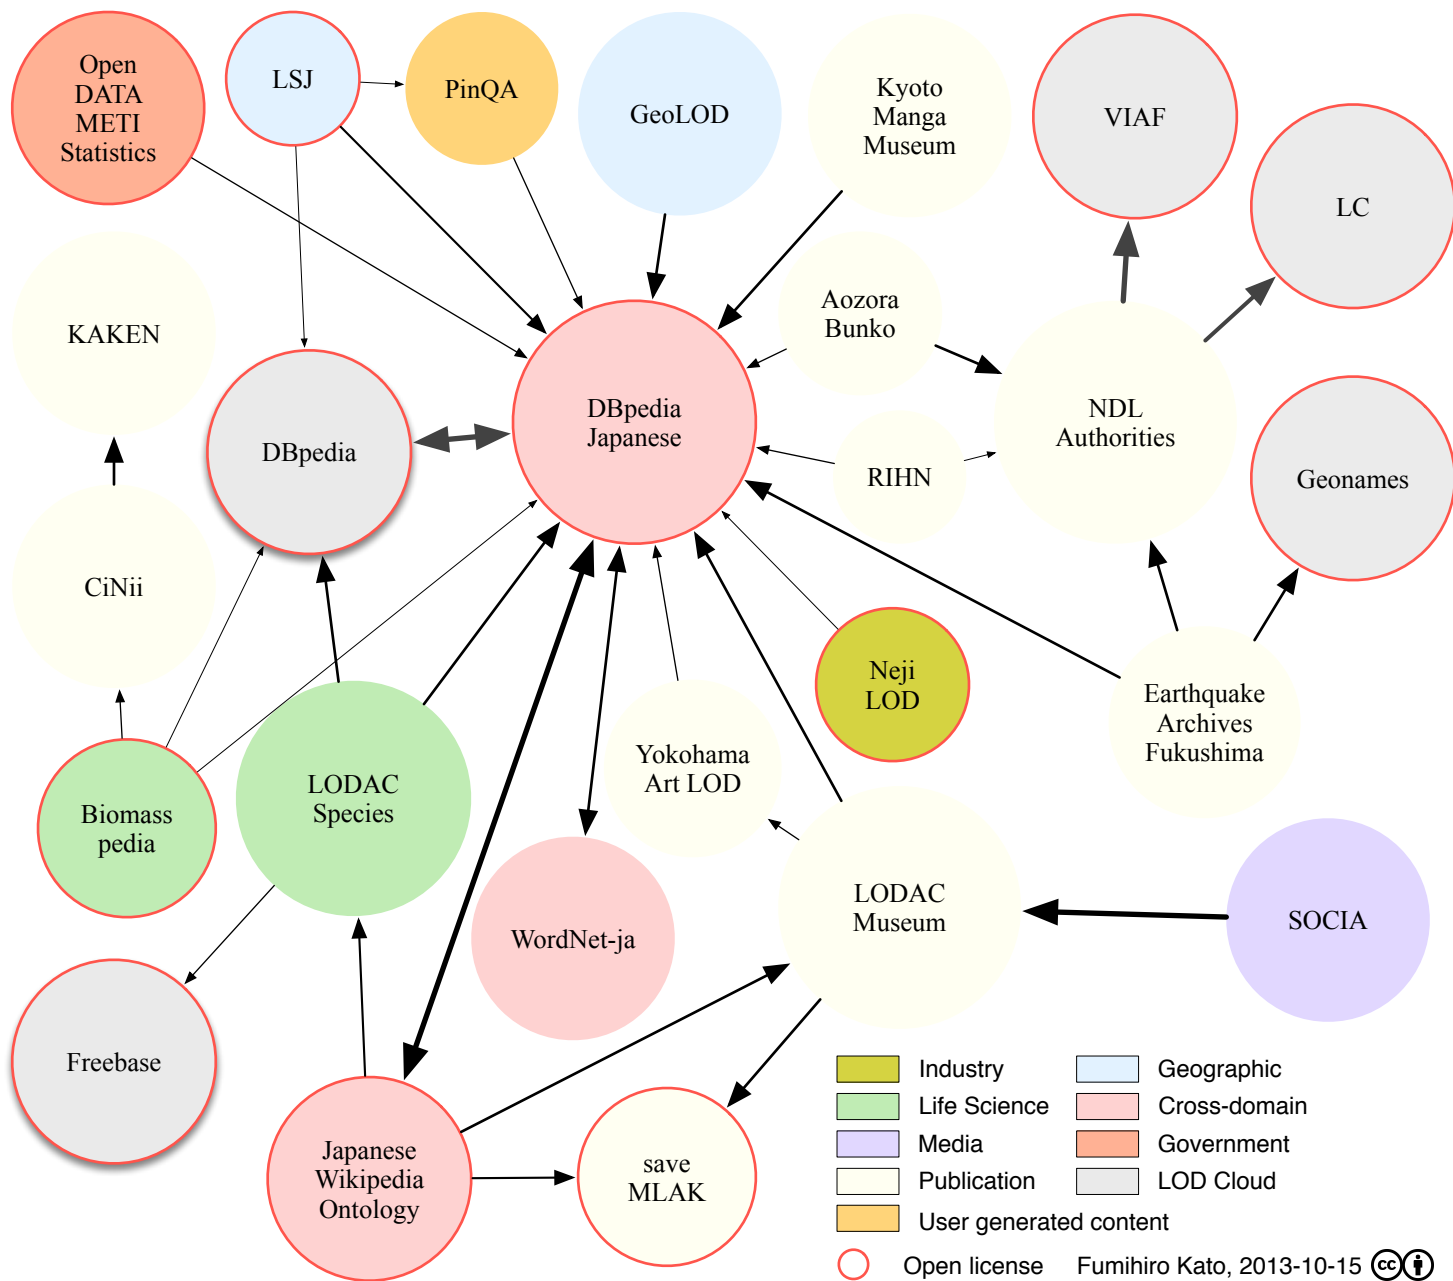 Open
DATA
METI
Statistics
LSJ
PinQA
GeoLOD
Kyoto
Manga
Museum
VIAF
LC
KAKEN
Aozora
Bunko
DBpedia
DBpedia
Japanese
NDL
Authorities
RIHN
Geonames
CiNii
Neji
LOD
Earthquake
Archives
Fukushima
Yokohama
Art LOD
LODAC
Species
Biomass
pedia
LODAC
Museum
WordNet-ja
SOCIA
Freebase
Japanese
Wikipedia
Ontology
save
MLAK
Industry
Geographic
Life Science
Cross-domain
Media
Government
Publication
LOD Cloud
User generated content
Open license
Fumihiro Kato, 2013-10-15
cc